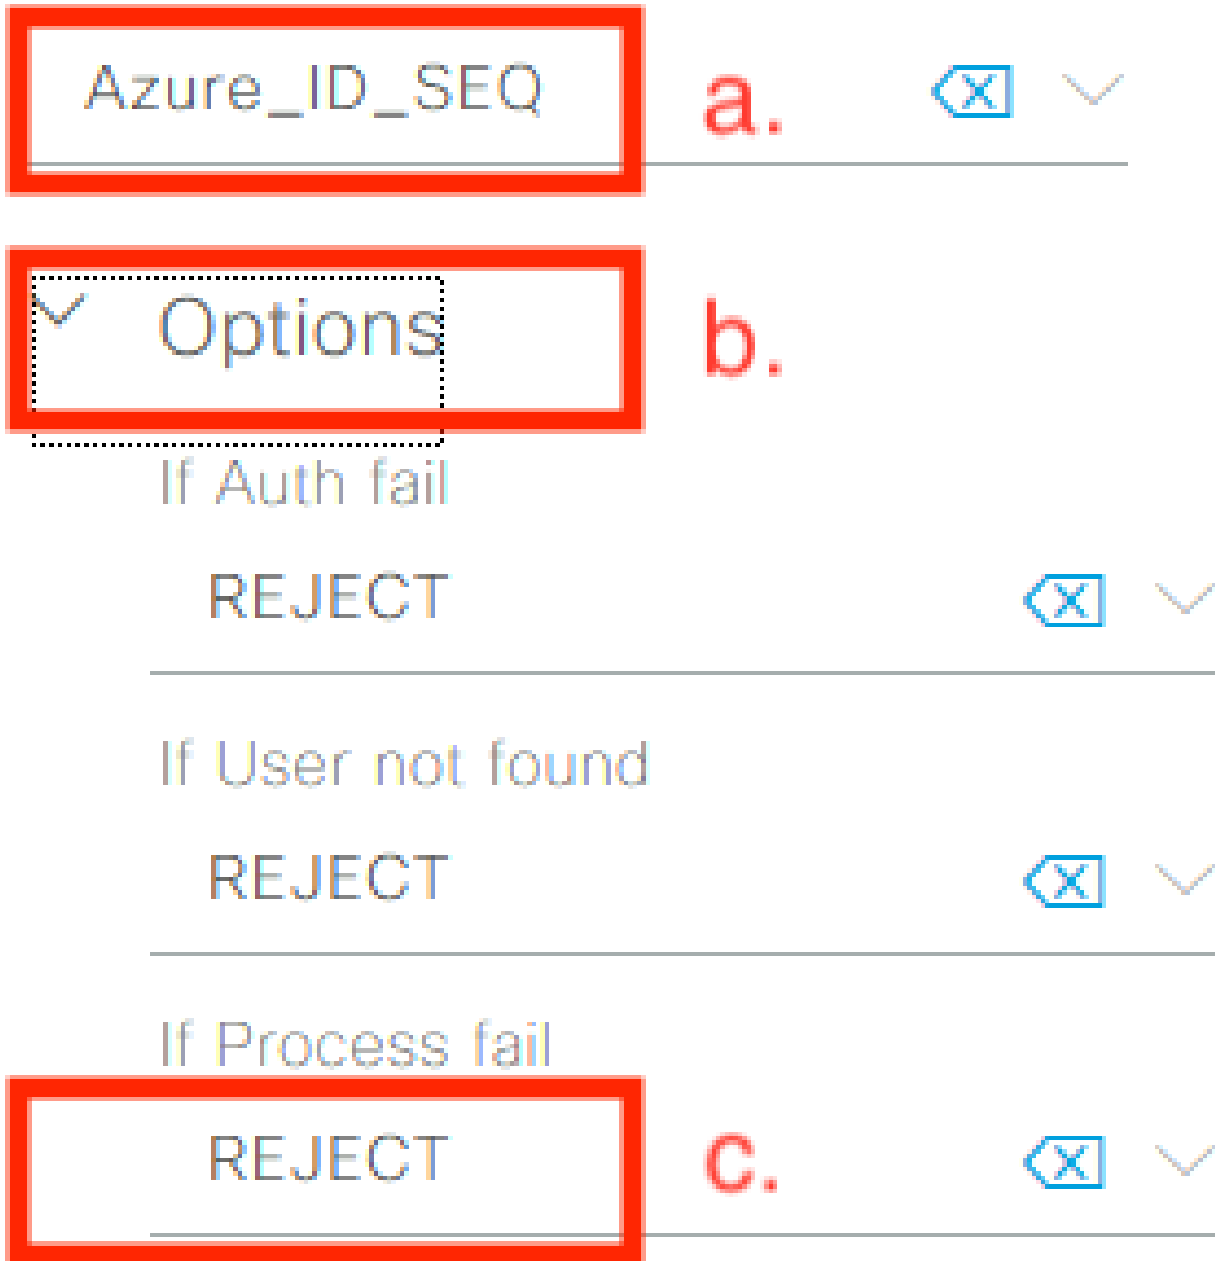 Azure_ID_SEQ a.
Options b.
If Auth fail
REJECT
If User not found
REJECT
If Process fail
REJECT c.